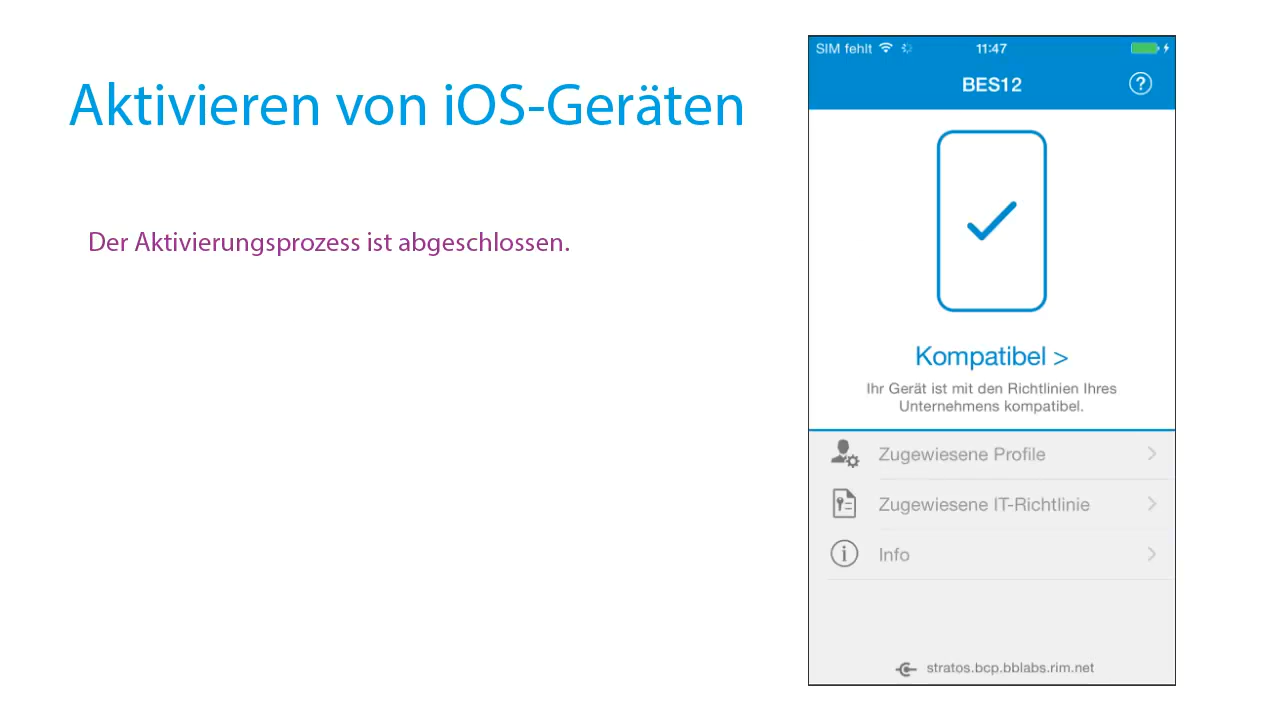 Aktivieren von iOS-Geräten
Der Aktivierungsprozess ist abgeschlossen.
SIM fehlt 11:47
BES12
Kompatibel >
Ihr Gerät ist mit den Richtlinien Ihres
Unternehmens kompatibel.
Zugewiesene Profile
Zugewiesene IT-Richtlinie
Info
stratos.bcp.bblabs.rim.net